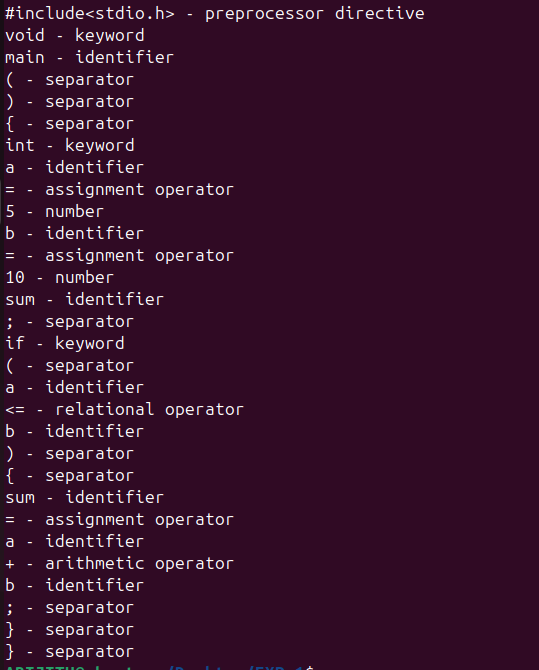 #include<stdio.h> - preprocessor directive
void - keyword
main - identifier
( - separator
) - separator
{ - separator
int - keyword
a - identifier
= - assignment operator
5 - number
b - identifier
= - assignment operator
10 - number
sum - identifier
; - separator
if - keyword
( - separator
a - identifier
<= - relational operator
b - identifier
) - separator
{ - separator
sum - identifier
= - assignment operator
a - identifier
+ - arithmetic operator
b - identifier
; - separator
} - separator
} - separator